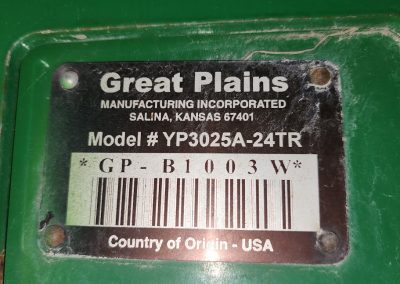 Great Plains
MANUFACTURING INCORPORATED
SALINA, KANSAS 67401
Model # YP3025A-24TR
*GP-B1003W*
Country of Origin - USA